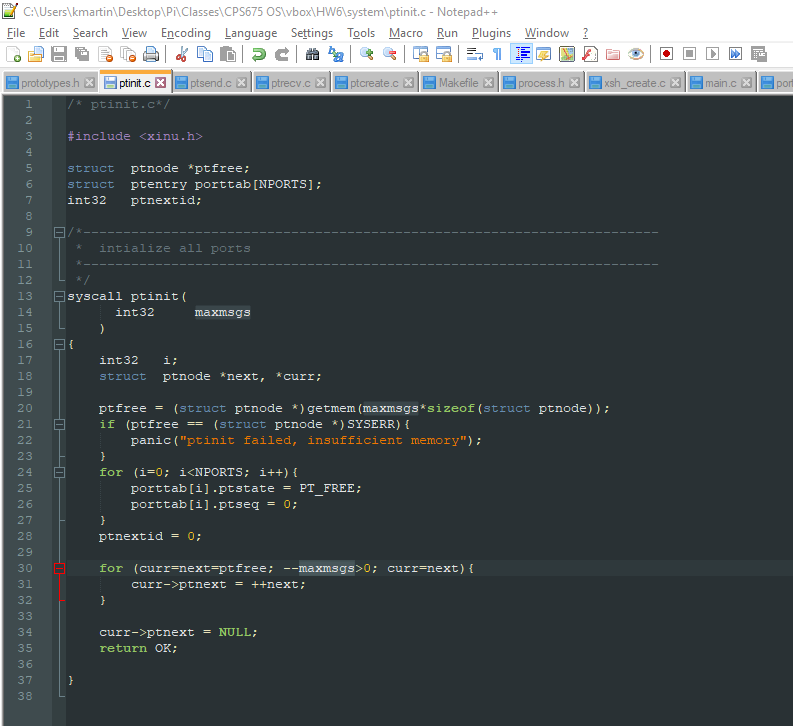 C:\Users\kmartin\Desktop\Pi\Classes\CPS675 OS\vbox\HW6\system\ptinit.c - Notepad++
File Edit Search View Encoding Language Settings Tools Macro Run Plugins Window ?
prototypes.h ptinit.c ptsend.c ptrecv.c ptcreate.c Makefile process.h xsh_create.c main.c port
1 /* ptinit.c*/
2
3 #include <xinu.h>
4
5 struct  ptnode *ptfree;
6 struct  ptentry porttab[NPORTS];
7 int32   ptnextid;
8
9 /*------------------------------------------------------------------------
10  *  intialize all ports
11  *------------------------------------------------------------------------
12  */
13 syscall ptinit(
14       int32     maxmsgs
15     )
16 {
17     int32   i;
18     struct  ptnode *next, *curr;
19
20     ptfree = (struct ptnode *)getmem(maxmsgs*sizeof(struct ptnode));
21     if (ptfree == (struct ptnode *)SYSERR){
22         panic("ptinit failed, insufficient memory");
23     }
24     for (i=0; i<NPORTS; i++){
25         porttab[i].ptstate = PT_FREE;
26         porttab[i].ptseq = 0;
27     }
28     ptnextid = 0;
29
30     for (curr=next=ptfree; --maxmsgs>0; curr=next){
31         curr->ptnext = ++next;
32     }
33
34     curr->ptnext = NULL;
35     return OK;
36
37 }
38